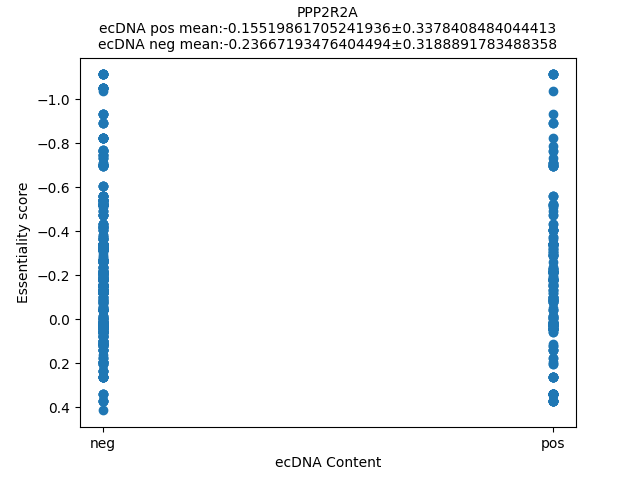 PPP2R2A
ecDNA pos mean:-0.15519861705241936±0.3378408484044413
ecDNA neg mean:-0.23667193476404494±0.3188891783488358
−1.0
−0.8
−0.6
−0.4
−0.2
0.0
0.2
0.4
Essentiality score
neg
pos
ecDNA Content